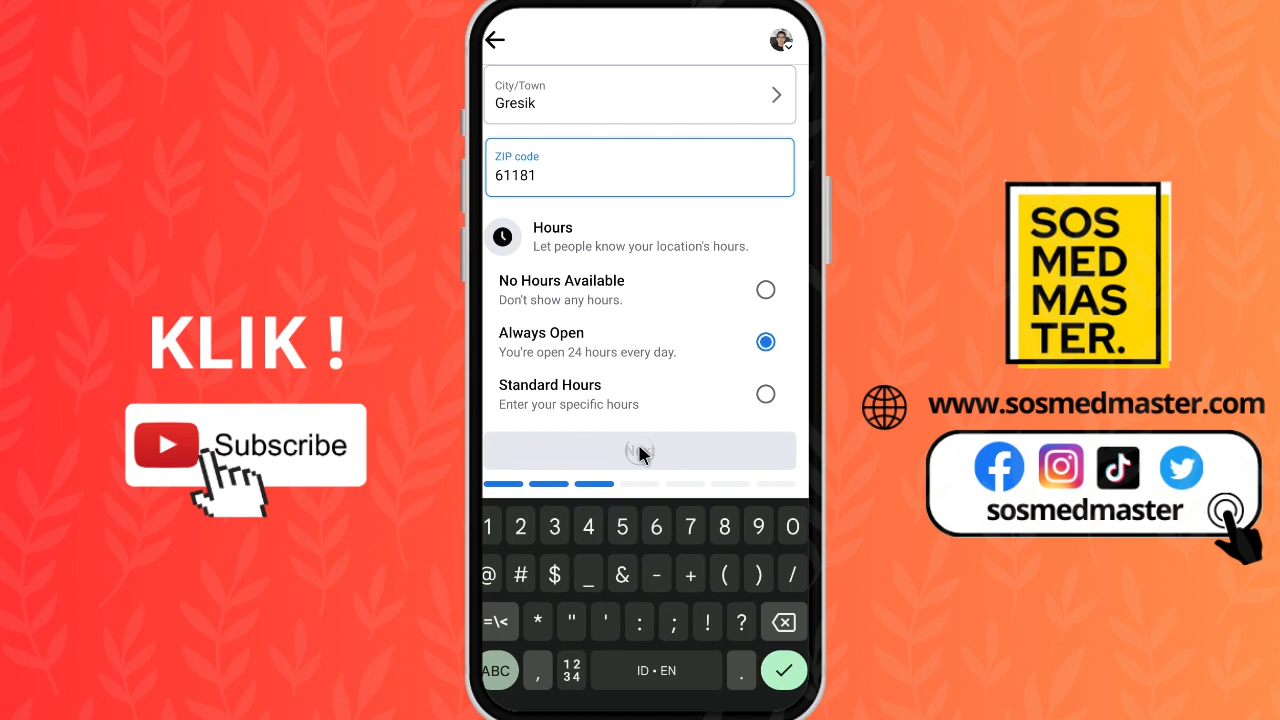 City/Town
Gresik
ZIP code
61181
Hours
Let people know your location's hours.
No Hours Available
Don't show any hours.
Always Open
You're open 24 hours every day.
Standard Hours
Enter your specific hours
1 2 3 4 5 6 7 8 9 0
@ # $ _ & - + ( ) /
=\< * " ' : ; ! ?
ABC , 12 34 ID • EN .
KLIK !
Subscribe
SOS
MED
MAS
TER.
www.sosmedmaster.com
sosmedmaster